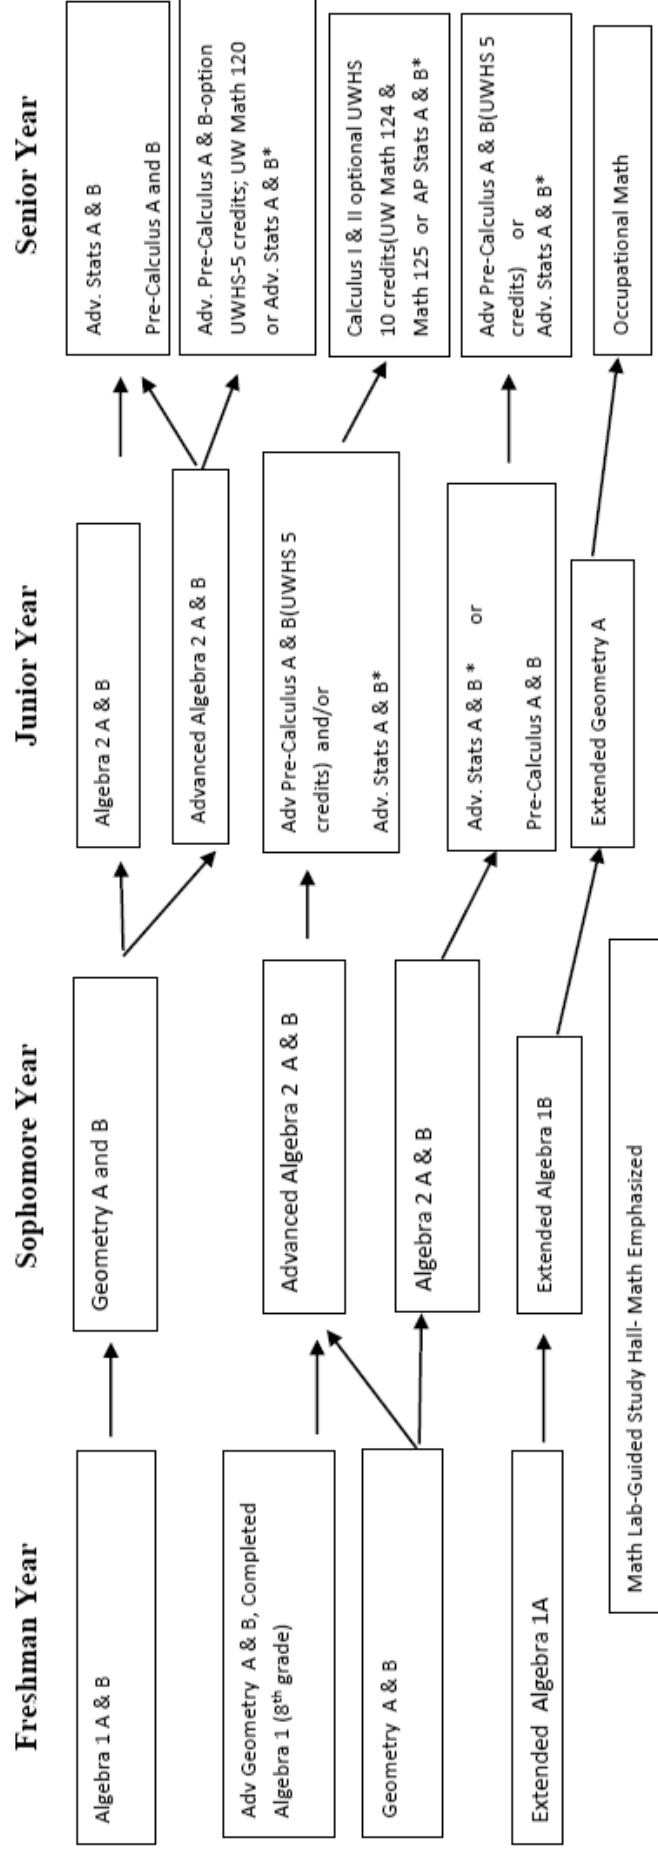 Freshman Year
Sophomore Year
Junior Year
Senior Year
Algebra 1 A & B
Geometry A and B
Algebra 2 A & B
Adv. Stats A & B
Pre-Calculus A and B
Advanced Algebra 2 A & B
Adv. Pre-Calculus A & B-option
UWHS-5 credits; UW Math 120
or Adv. Stats A & B*
Adv Geometry A & B, Completed
Algebra 1 (8th grade)
Advanced Algebra 2 A & B
Adv Pre-Calculus A & B(UWHS 5
credits) and/or
Adv. Stats A & B*
Calculus I & II optional UWHS
10 credits(UW Math 124 &
Math 125 or AP Stats A & B*
Geometry A & B
Algebra 2 A & B
Adv. Stats A & B * or
Pre-Calculus A & B
Adv Pre-Calculus A & B(UWHS 5
credits) or
Adv. Stats A & B*
Extended Algebra 1A
Extended Algebra 1B
Extended Geometry A
Occupational Math
Math Lab-Guided Study Hall- Math Emphasized